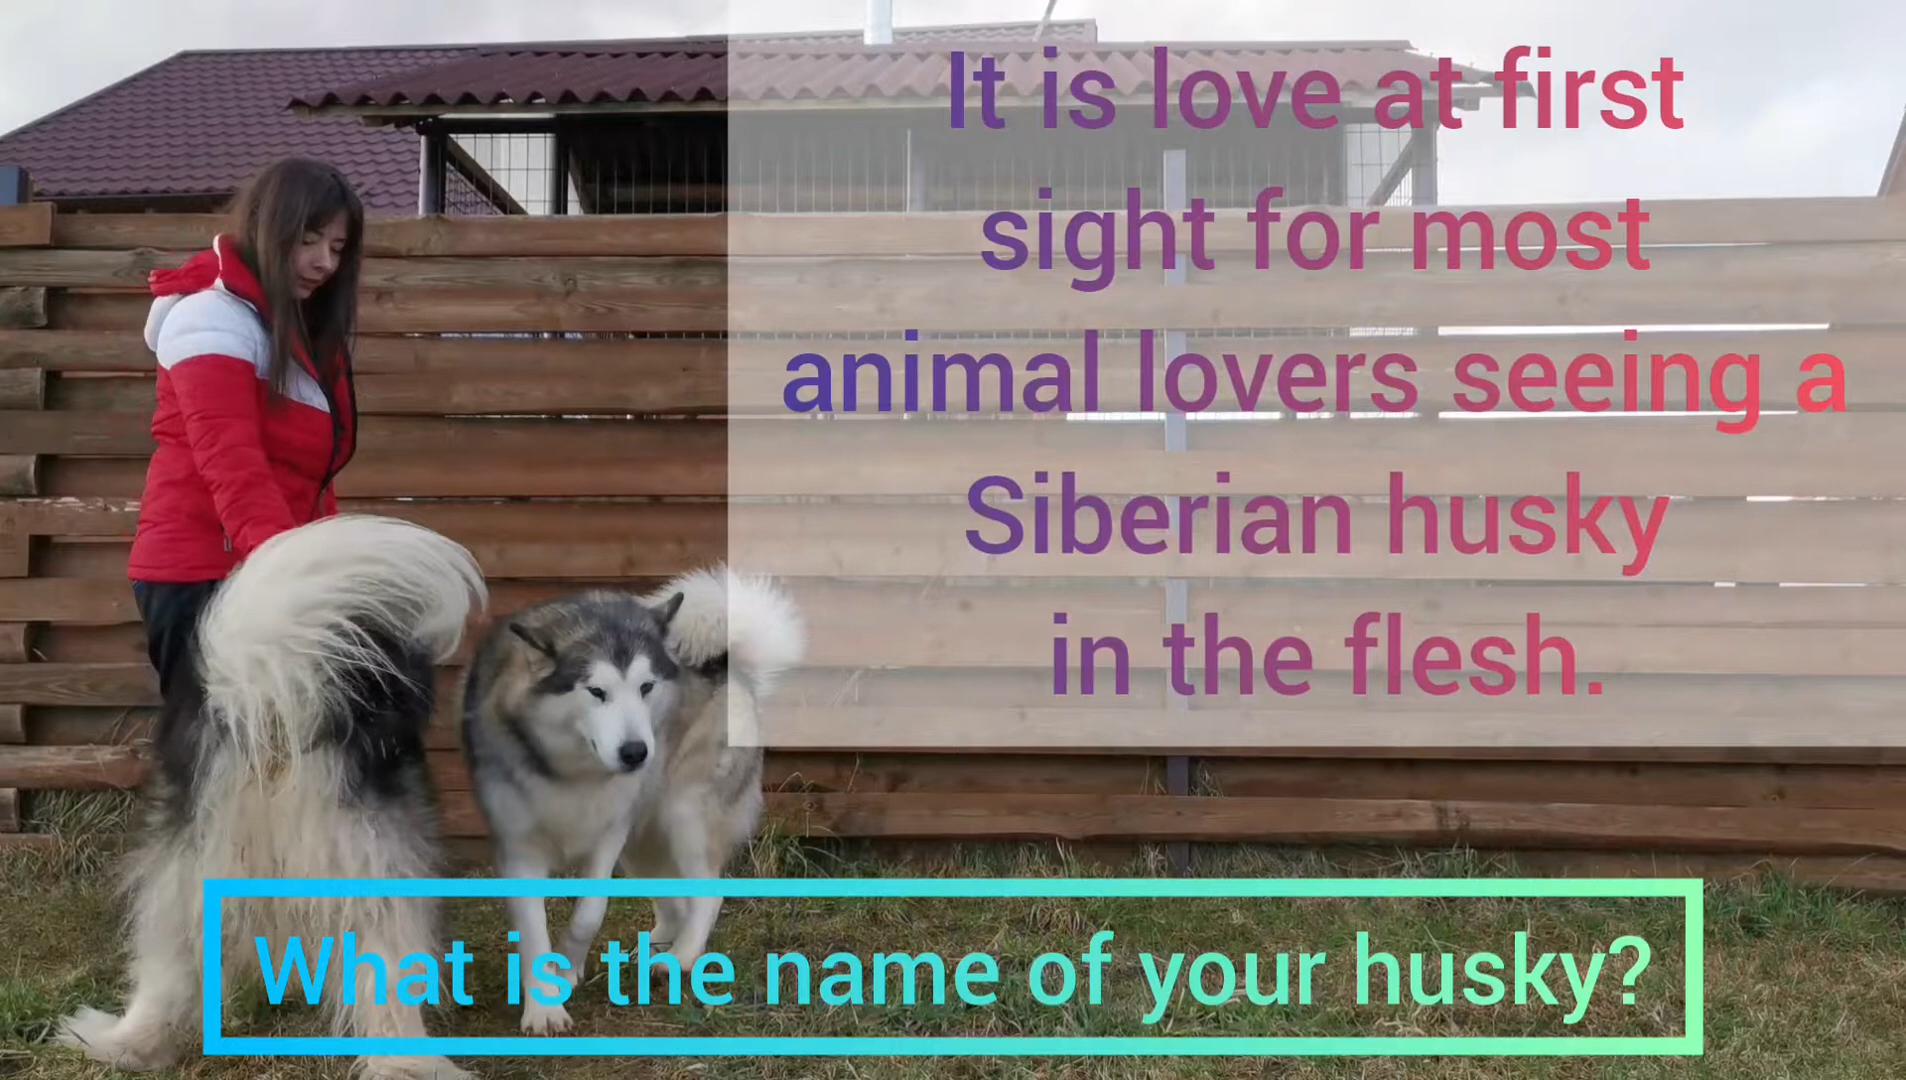 It is love at first
sight for most
animal lovers seeing a
Siberian husky
in the flesh.
What is the name of your husky?